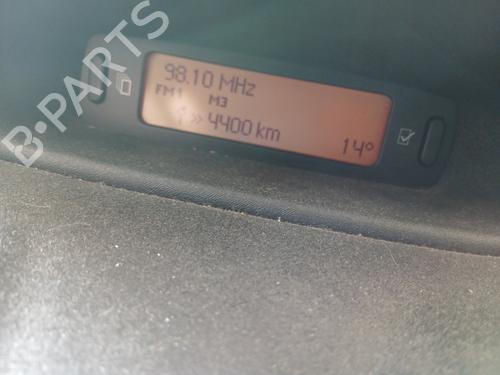 98.10 MHz
FM1 M3
>> 4400 km
14°
B-PARTS